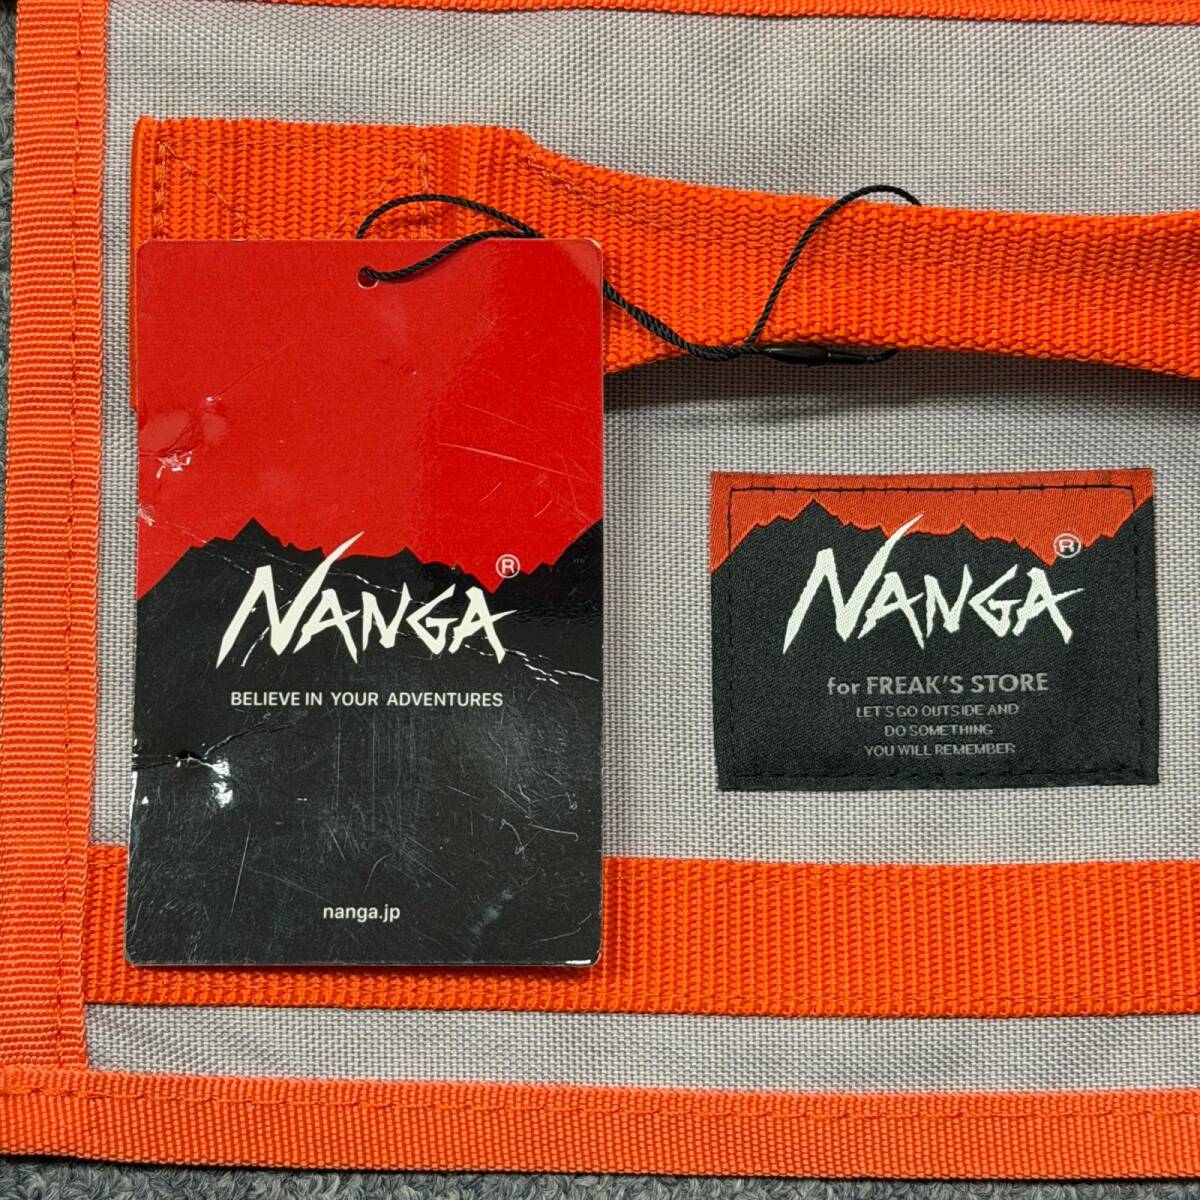 NANGA®
BELIEVE IN YOUR ADVENTURES
nanga.jp
NANGA®
for FREAK'S STORE
LET'S GO OUTSIDE AND
DO SOMETHING
YOU WILL REMEMBER